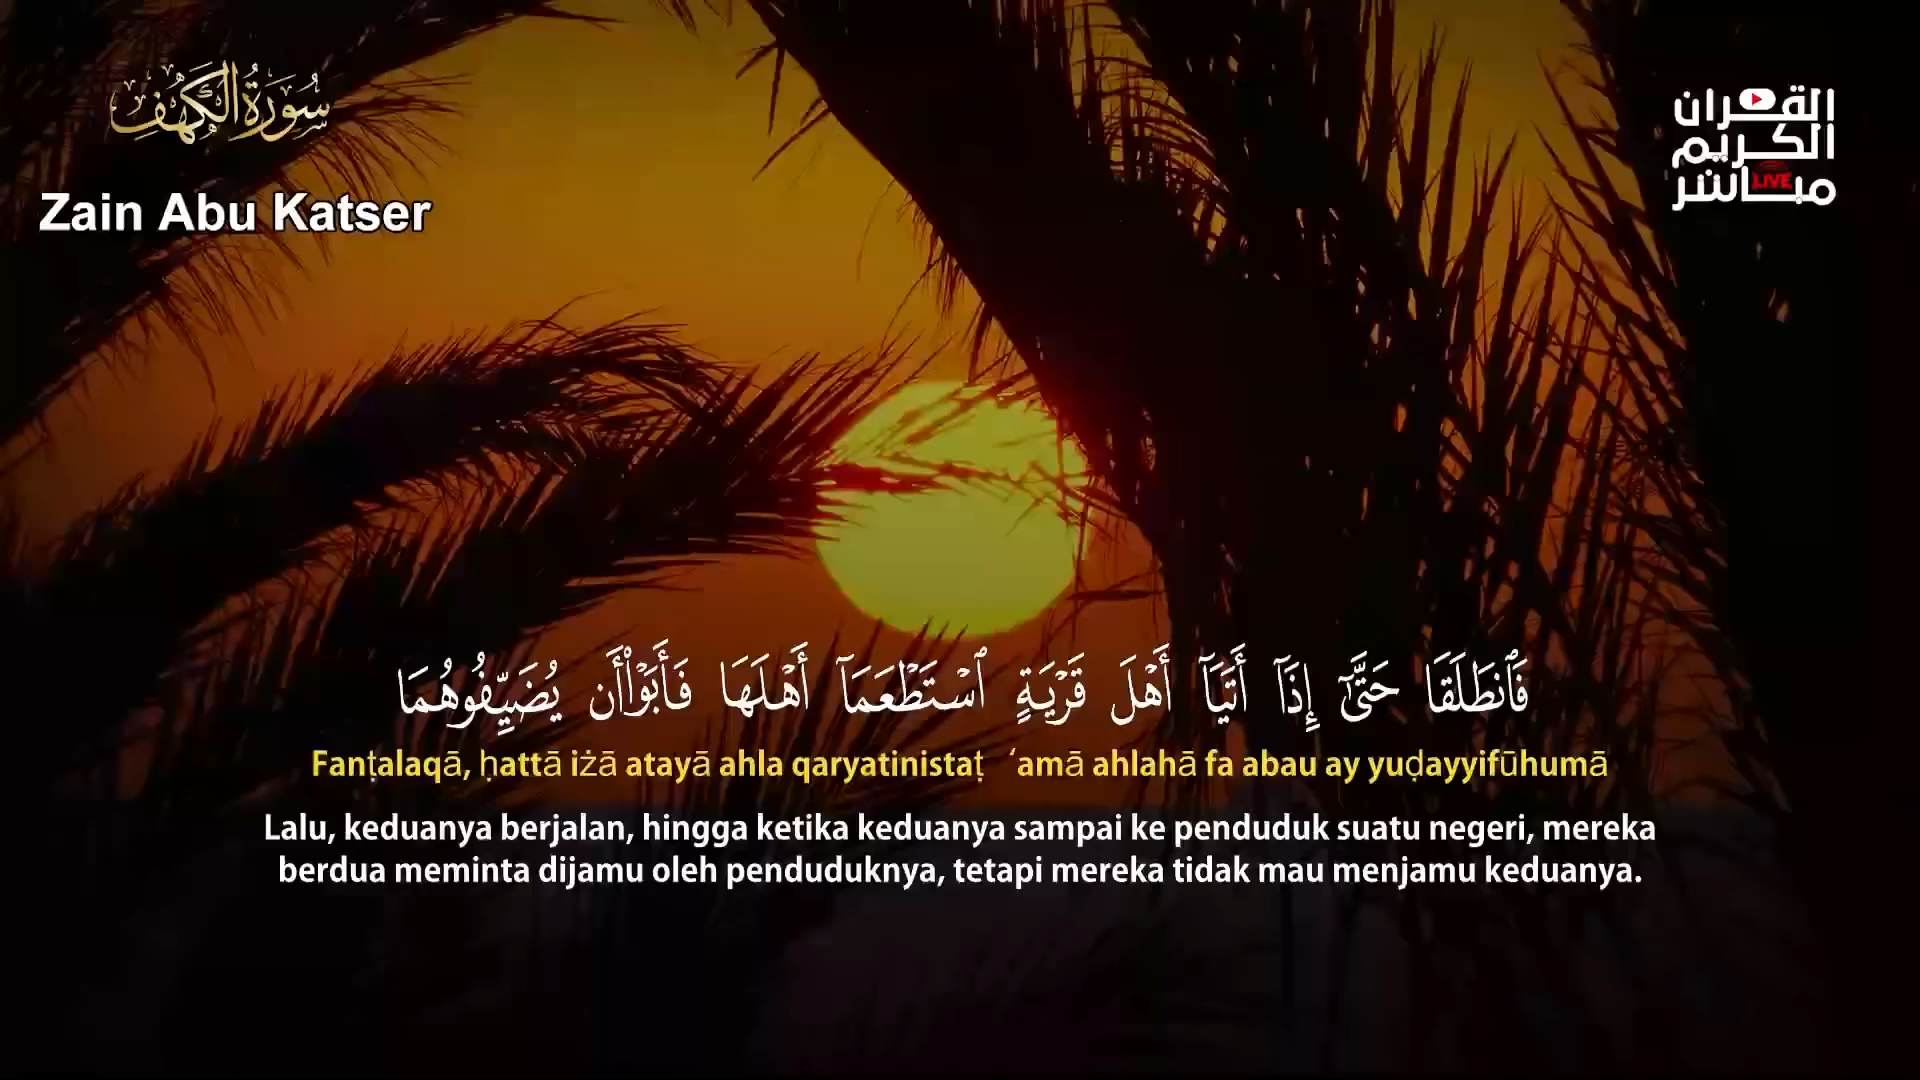 سُورَةُ الكَهْفِ
Zain Abu Katser
القران
الكريم
مباشر
LIVE
فَٱنطَلَقَا حَتَّىٰٓ إِذَآ أَتَيَآ أَهْلَ قَرْيَةٍ ٱسْتَطْعَمَآ أَهْلَهَا فَأَبَوْا۟أَن يُضَيِّفُوهُمَا
Fanṭalaqā, ḥattā iżā atayā ahla qaryatinistaṭ ‘amā ahlahā fa abau ay yuḍayyifūhumā
Lalu, keduanya berjalan, hingga ketika keduanya sampai ke penduduk suatu negeri, mereka
berdua meminta dijamu oleh penduduknya, tetapi mereka tidak mau menjamu keduanya.